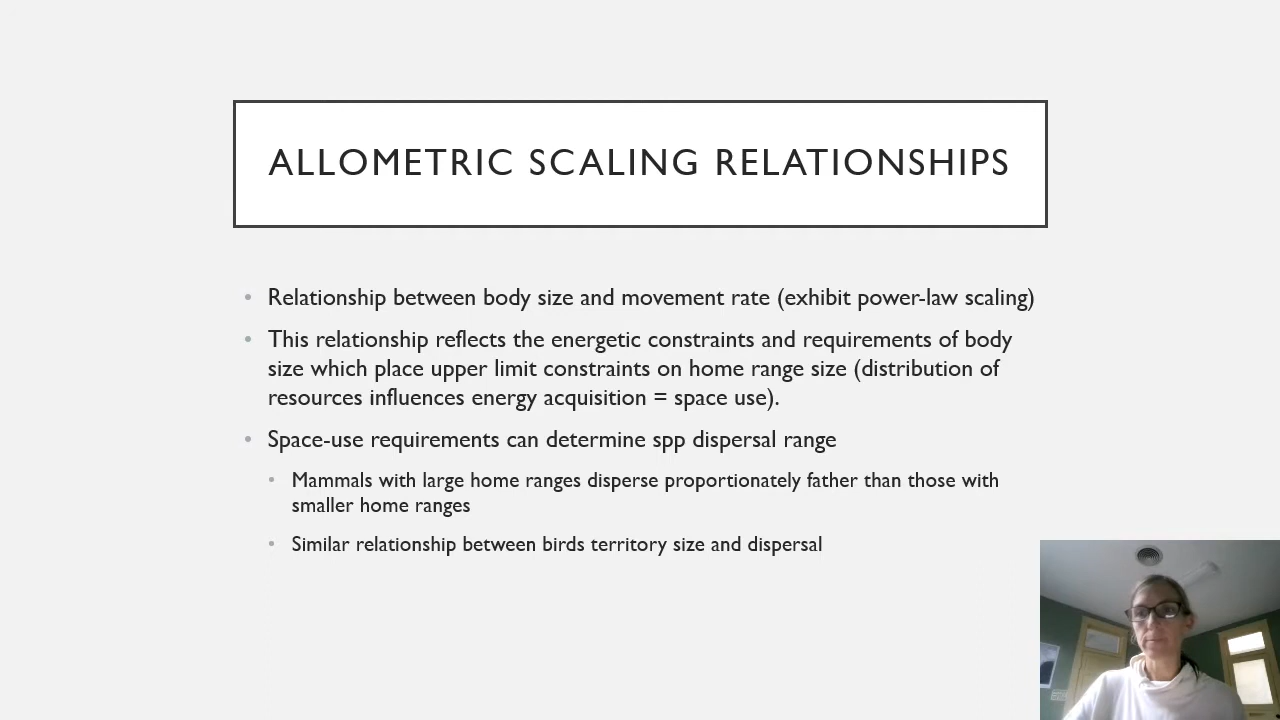 ALLOMETRIC SCALING RELATIONSHIPS
• Relationship between body size and movement rate (exhibit power-law scaling)
• This relationship reflects the energetic constraints and requirements of body
size which place upper limit constraints on home range size (distribution of
resources influences energy acquisition = space use).
• Space-use requirements can determine spp dispersal range
• Mammals with large home ranges disperse proportionately father than those with
smaller home ranges
• Similar relationship between birds territory size and dispersal